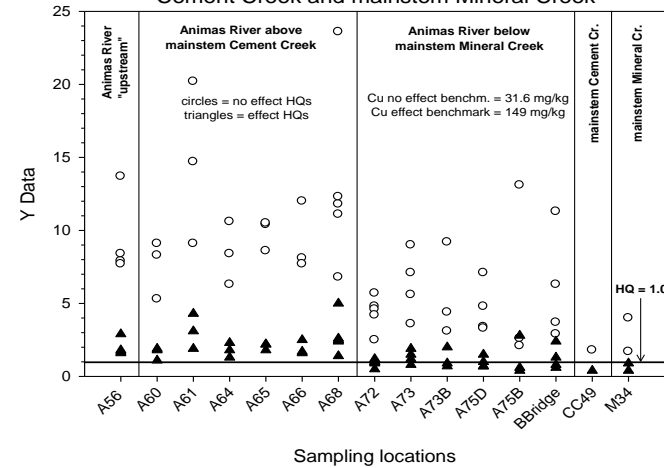 Cement Creek and mainstem Mineral Creek
25
20
15
10
5
0
Y Data
Animas River
"upstream"
Animas River above
mainstem Cement Creek
circles = no effect HQs
triangles = effect HQs
Animas River below
mainstem Mineral Creek
Cu no effect benchm. = 31.6 mg/kg
Cu effect benchmark = 149 mg/kg
mainstem Cement Cr.
mainstem Mineral Cr.
HQ = 1.0
A56
A60
A61
A64
A65
A66
A68
A72
A73
A73B
A75D
A75B
BBridge
CC49
M34
Sampling locations